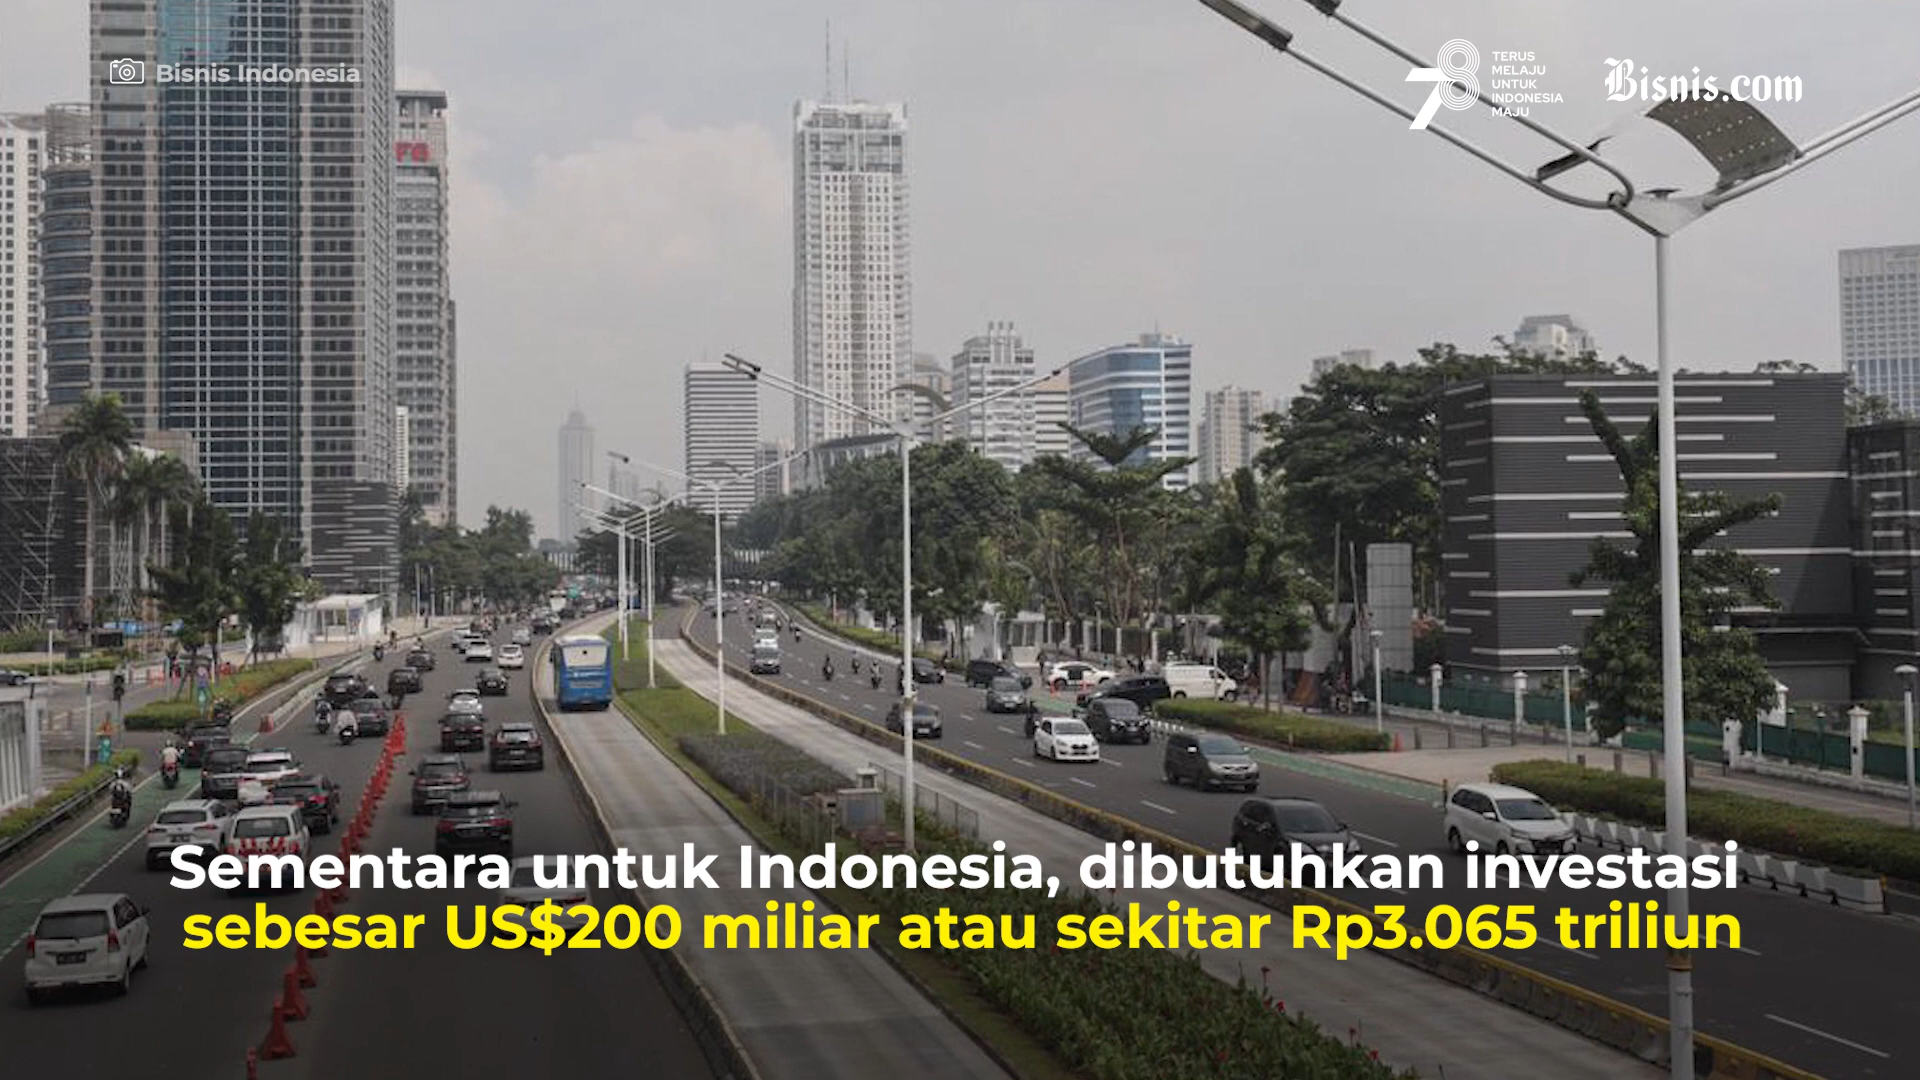 Bisnis Indonesia
78
TERUS
MELAJU
UNTUK
INDONESIA
MAJU
Bisnis.com
Sementara untuk Indonesia, dibutuhkan investasi
sebesar US$200 miliar atau sekitar Rp3.065 triliun